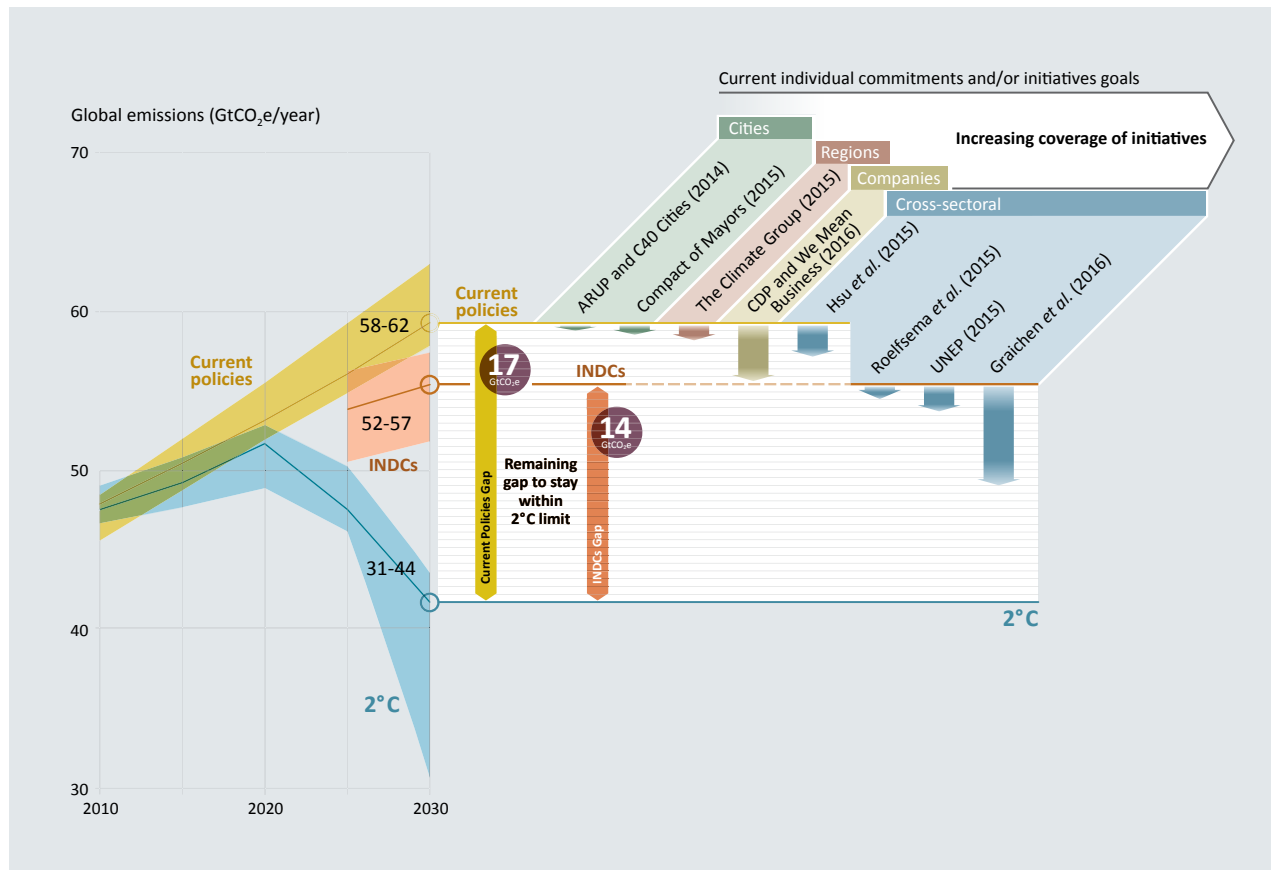 Current individual commitments and/or initiatives goals
Increasing coverage of initiatives
Cities
Regions
Companies
Cross-sectoral
ARUP and C40 Cities (2014)
Compact of Mayors (2015)
The Climate Group (2015)
CDP and We Mean
Business (2016)
Hsu et al. (2015)
Roelfsema et al. (2015)
UNEP (2015)
Graichen et al. (2016)
Global emissions (GtCO₂e/year)
70
60
50
40
30
2010
2020
2030
Current
policies
58-62
52-57
INDCs
31-44
2°C
Current
policies
17
GtCO₂e
Current Policies Gap
INDCs
14
GtCO₂e
INDCs Gap
Remaining
gap to stay
within
2°C limit
2°C